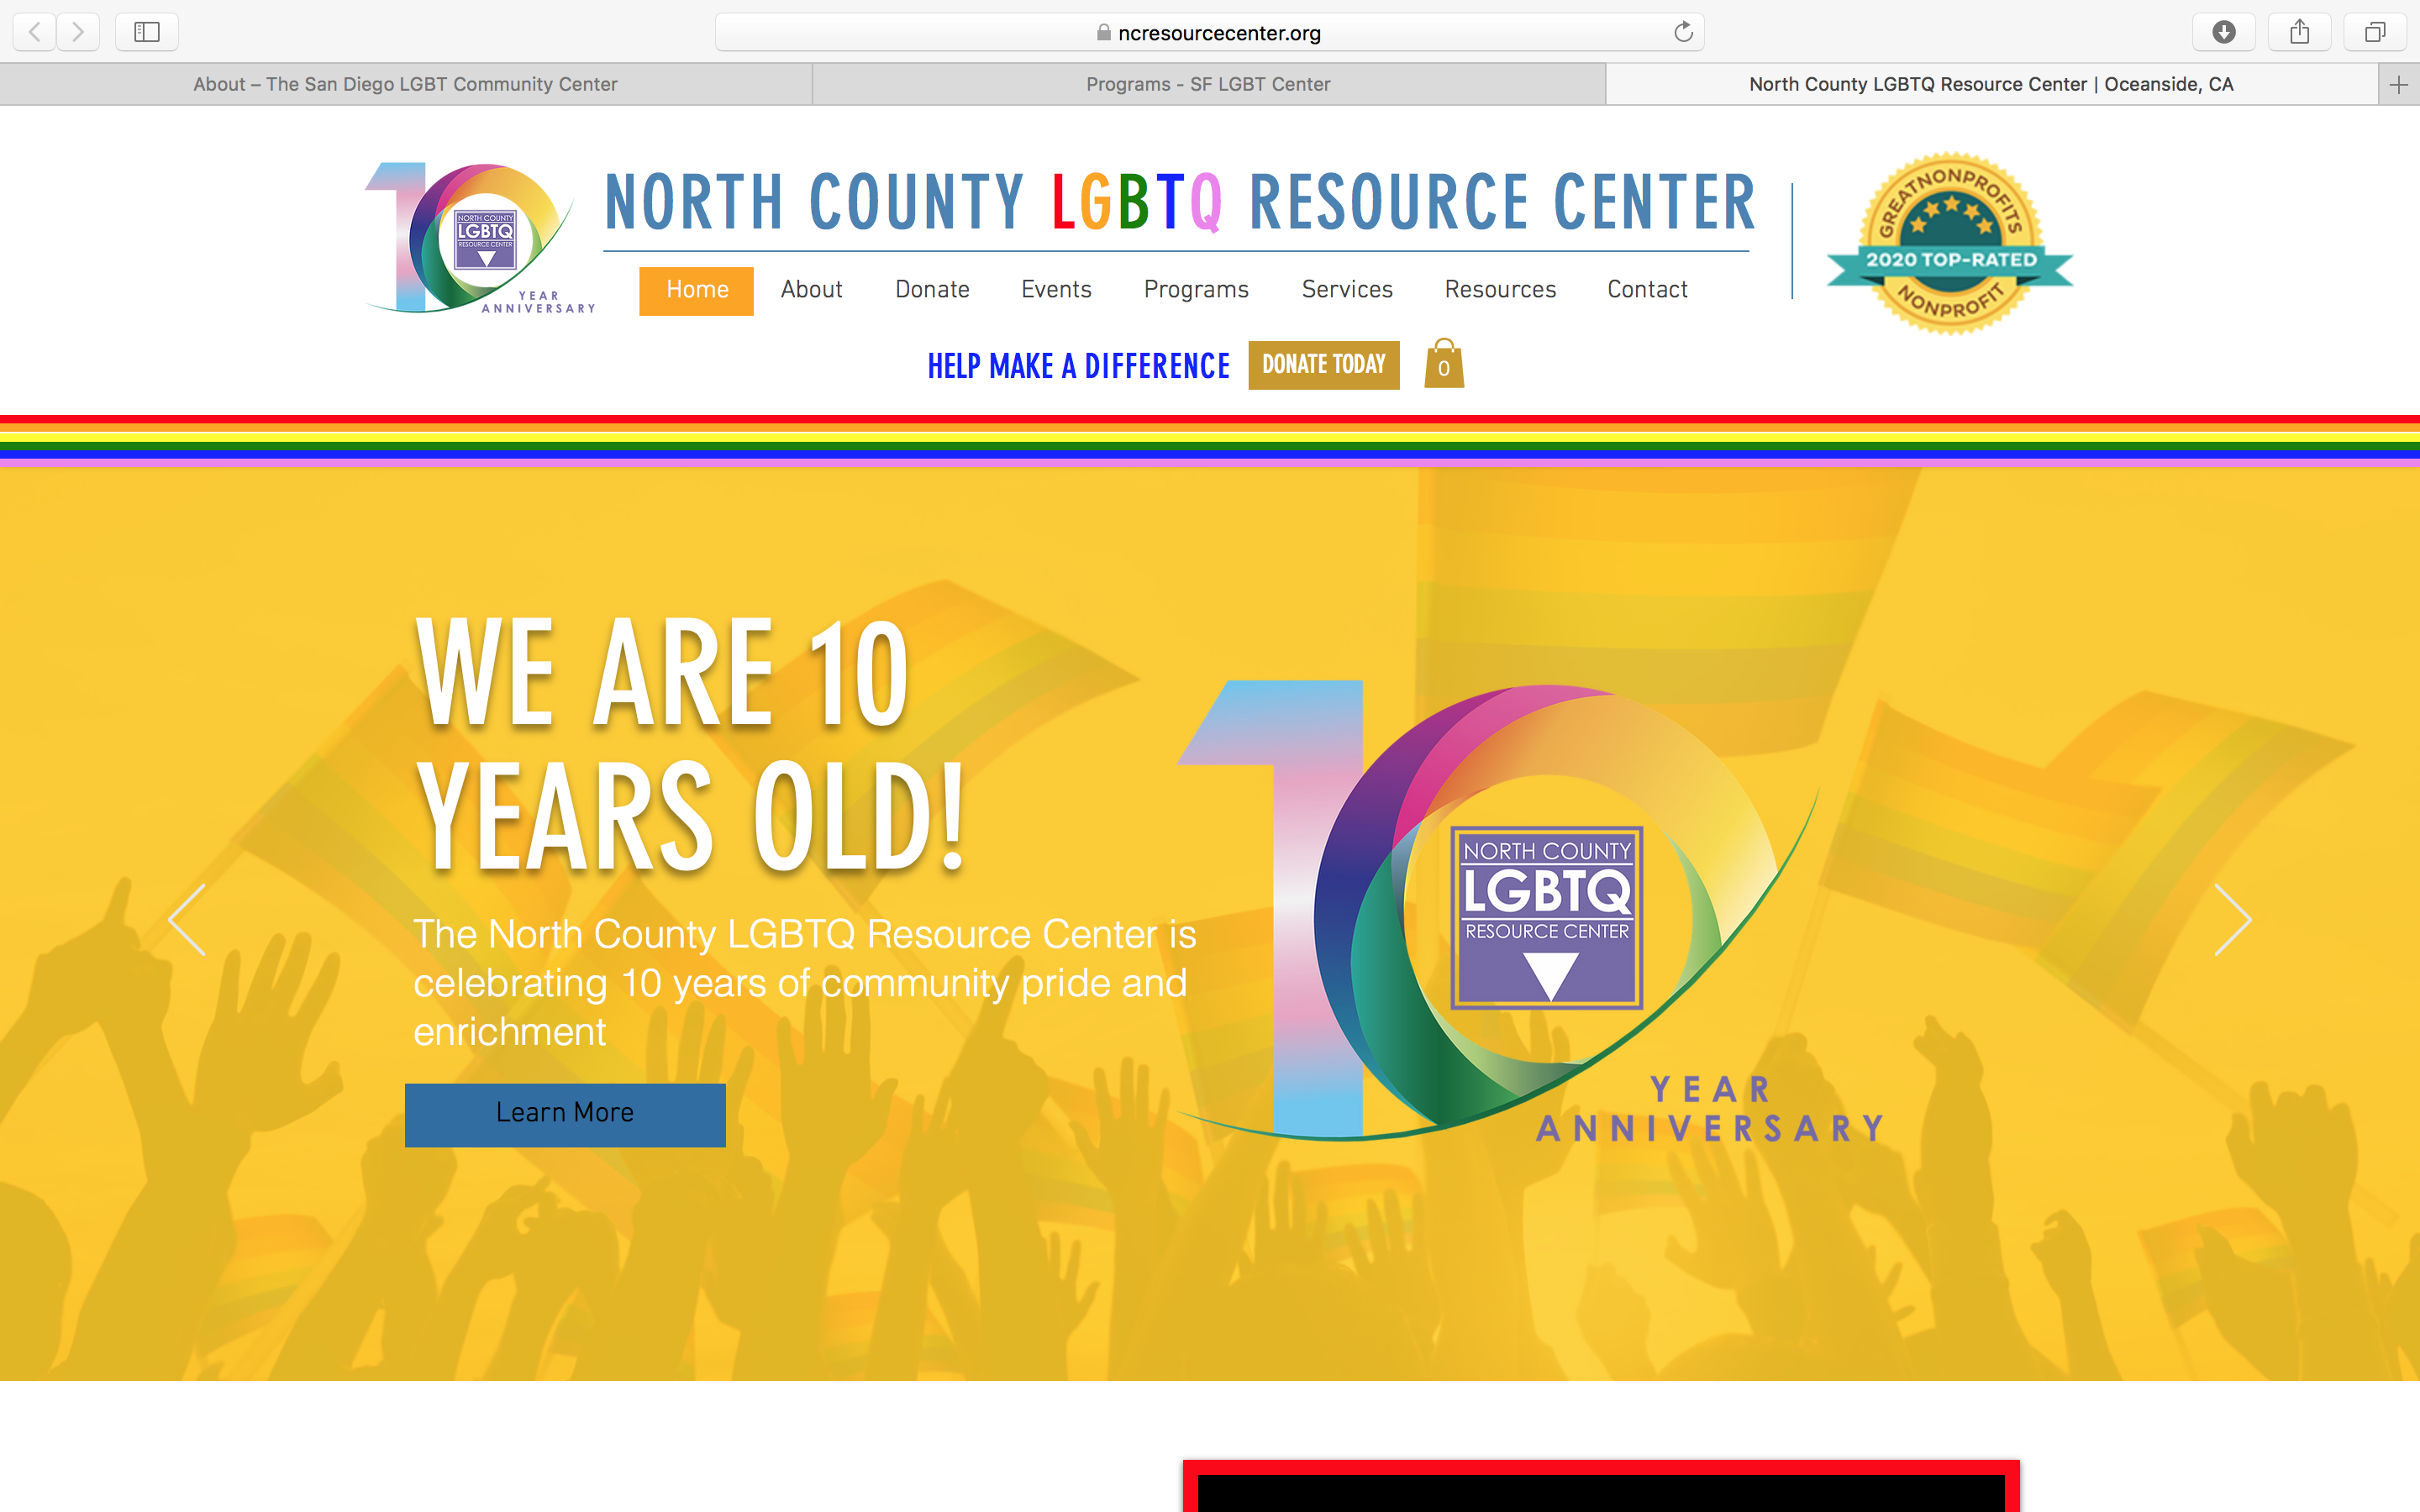 ncresourcecenter.org
About – The San Diego LGBT Community Center
Programs - SF LGBT Center
North County LGBTQ Resource Center | Oceanside, CA
10
NORTH COUNTY
LGBTQ
RESOURCE CENTER
YEAR
ANNIVERSARY
NORTH COUNTY LGBTQ RESOURCE CENTER
Home About Donate Events Programs Services Resources Contact
GREATNONPROFITS
2020 TOP-RATED
NONPROFIT
HELP MAKE A DIFFERENCE DONATE TODAY 0
WE ARE 10
YEARS OLD!
The North County LGBTQ Resource Center is
celebrating 10 years of community pride and
enrichment
Learn More
10
NORTH COUNTY
LGBTQ
RESOURCE CENTER
YEAR
ANNIVERSARY